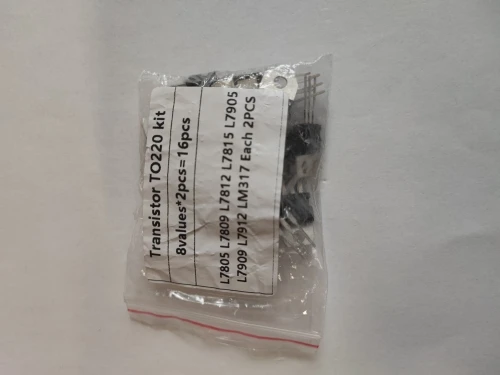 Transistor TO220 kit
8values*2pcs=16pcs
L7805 L7809 L7812 L7815 L7905
L7909 L7912 LM317 Each 2PCS